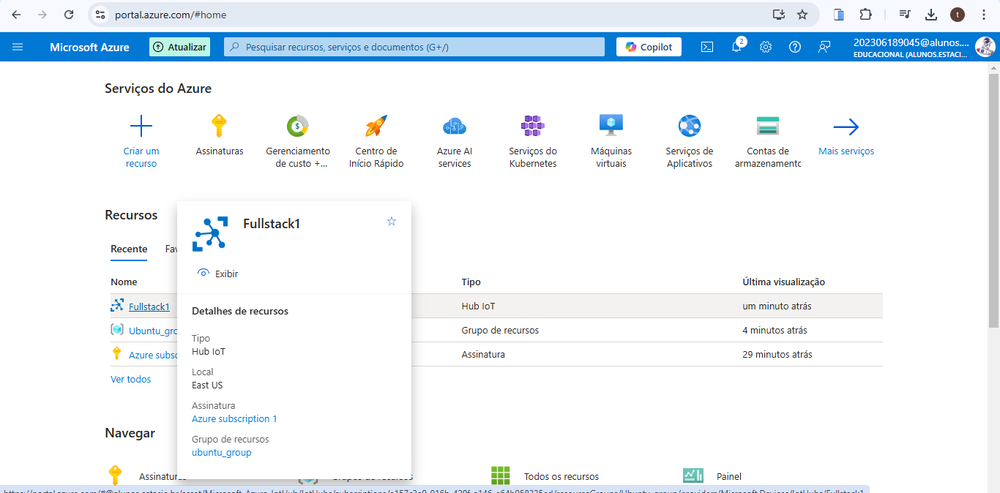 portal.azure.com/#home
t
Microsoft Azure
Atualizar
Pesquisar recursos, serviços e documentos (G+/)
Copilot
2
202306189045@alunos....
EDUCACIONAL (ALUNOS.ESTACI...
Serviços do Azure
Criar um
recurso
Assinaturas
Gerenciamento
de custo +...
Centro de
Início Rápido
Azure AI
services
Serviços do
Kubernetes
Máquinas
virtuais
Serviços de
Aplicativos
Contas de
armazenamento
Mais serviços
Recursos
Recente
Fav
Nome
Tipo
Última visualização
Fullstack1
Hub IoT
um minuto atrás
Ubuntu_gro
Grupo de recursos
4 minutos atrás
Azure subsc
Assinatura
29 minutos atrás
Ver todos
Fullstack1
Exibir
Detalhes de recursos
Tipo
Hub IoT
Local
East US
Assinatura
Azure subscription 1
Grupo de recursos
ubuntu_group
Navegar
Assinaturas
Grupos de recursos
Todos os recursos
Painel